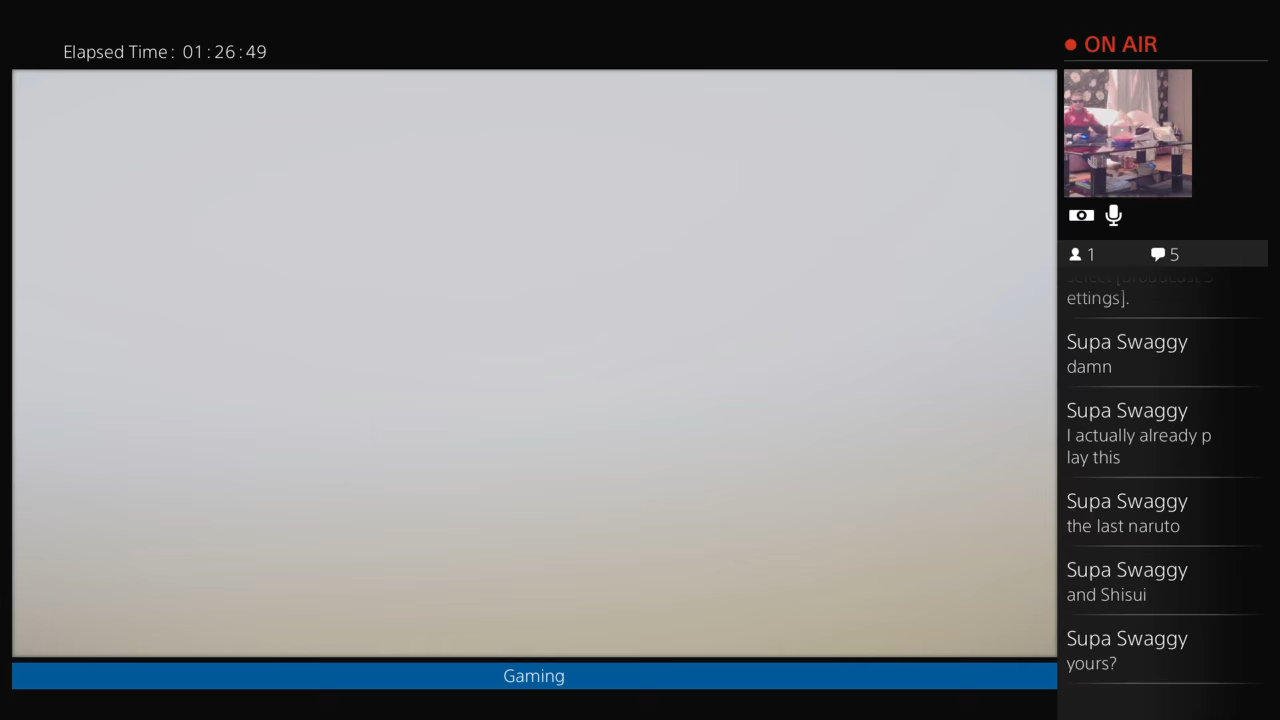 Elapsed Time: 01:26:49
ON AIR
1 5
ettings].
Supa Swaggy
damn
Supa Swaggy
I actually already p
lay this
Supa Swaggy
the last naruto
Supa Swaggy
and Shisui
Supa Swaggy
yours?
Gaming